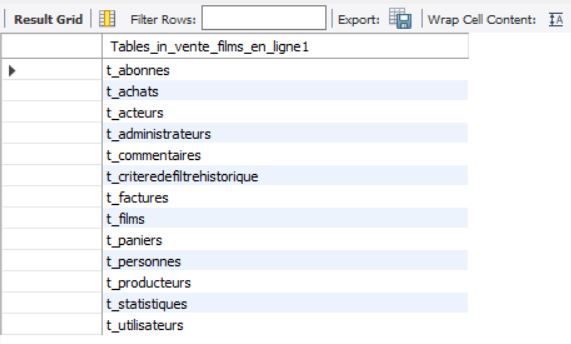 Result Grid Filter Rows: Export: Wrap Cell Content: IA
Tables_in_vente_films_en_ligne1
t_abonnes
t_achats
t_acteurs
t_administrateurs
t_commentaires
t_criteredefiltrehistorique
t_factures
t_films
t_paniers
t_personnes
t_producteurs
t_statistiques
t_utilisateurs